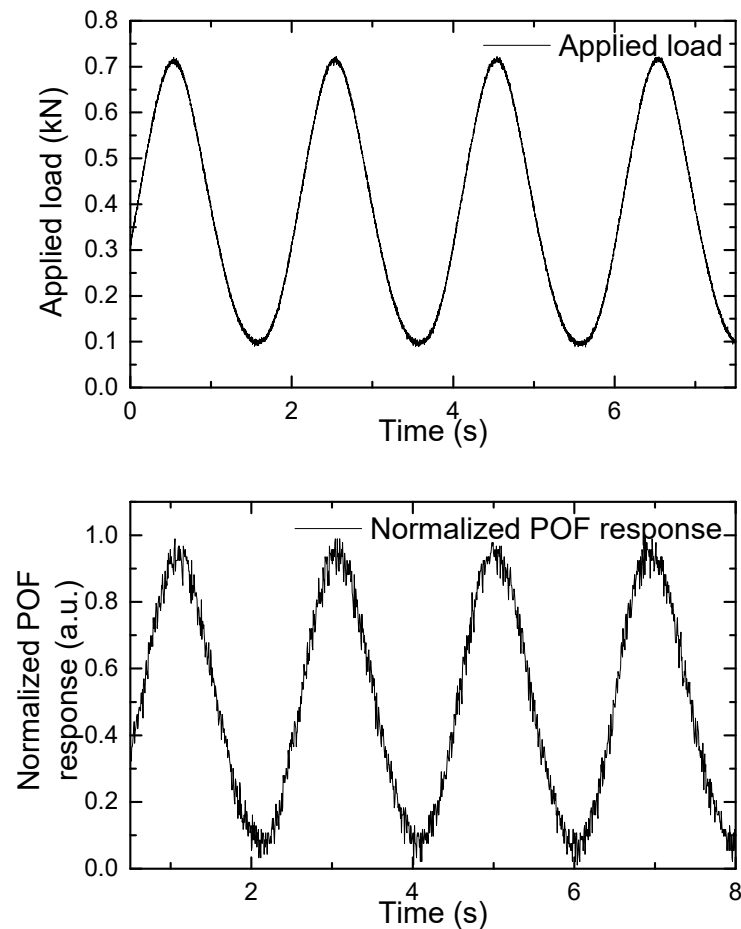 0.8
Applied load
0.7
0.6
0.5
0.4
0.3
0.2
0.1
0.0
Applied load (kN)
0 2 4 6
Time (s)
1.0
Normalized POF response
0.8
0.6
0.4
0.2
0.0
Normalized POF
response (a.u.)
2 4 6 8
Time (s)